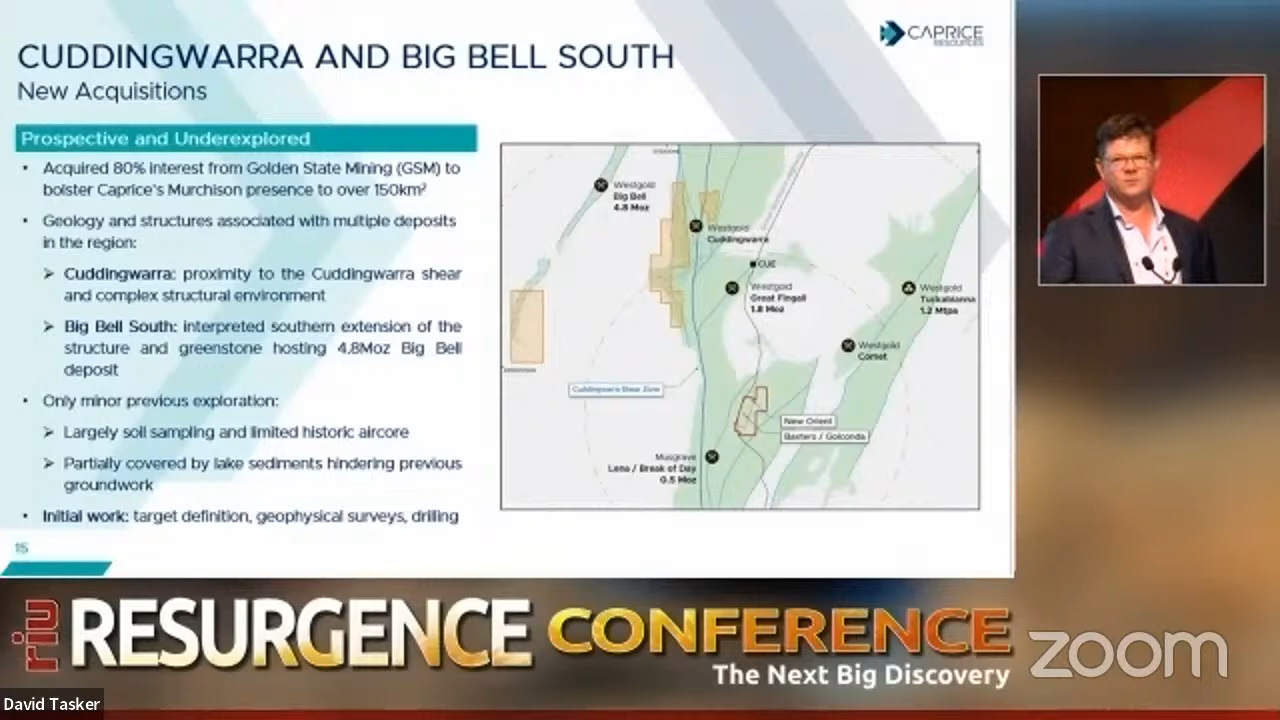 CAPRICE
RESOURCES
CUDDINGWARRA AND BIG BELL SOUTH
New Acquisitions
Prospective and Underexplored
• Acquired 80% interest from Golden State Mining (GSM) to
bolster Caprice's Murchison presence to over 150km²
• Geology and structures associated with multiple deposits
in the region:
➢ Cuddingwarra: proximity to the Cuddingwarra shear
and complex structural environment
➢ Big Bell South: interpreted southern extension of the
structure and greenstone hosting 4.8Moz Big Bell
deposit
• Only minor previous exploration:
➢ Largely soil sampling and limited historic aircore
➢ Partially covered by lake sediments hindering previous
groundwork
• Initial work: target definition, geophysical surveys, drilling
15
Westgold
Big Bell
4.8 Moz
Westgold
Cuddingwarra
CUE
Westgold
Great Fingall
1.8 Moz
Westgold
Tuckabianna
1.2 Mtpa
Westgold
Comet
Cuddingwarra Shear Zone
New Orient
Baxters / Golconda
Musgrave
Lena / Break of Day
0.5 Moz
riu RESURGENCE CONFERENCE
The Next Big Discovery
zoom
David Tasker